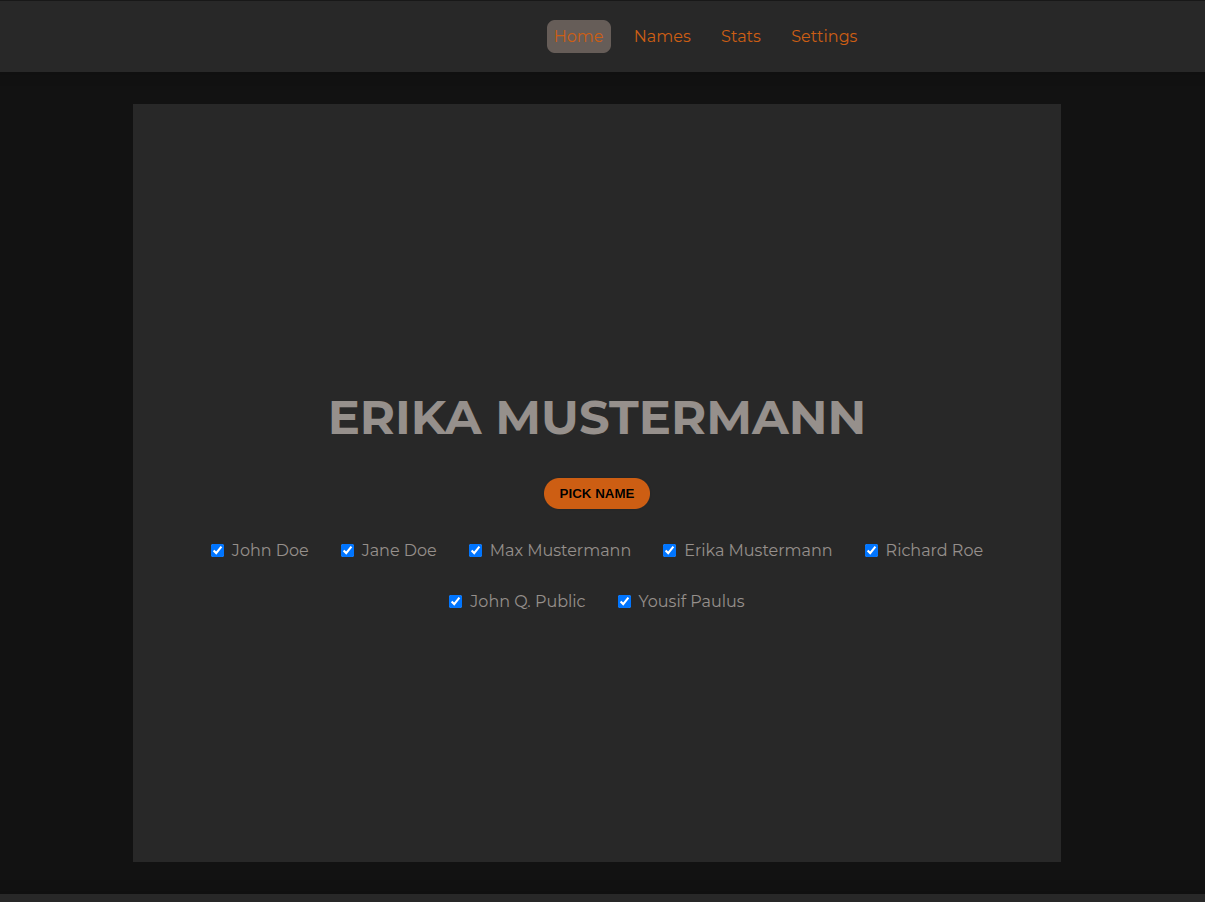 Home Names Stats Settings
ERIKA MUSTERMANN
PICK NAME
John Doe Jane Doe Max Mustermann Erika Mustermann Richard Roe
John Q. Public Yousif Paulus